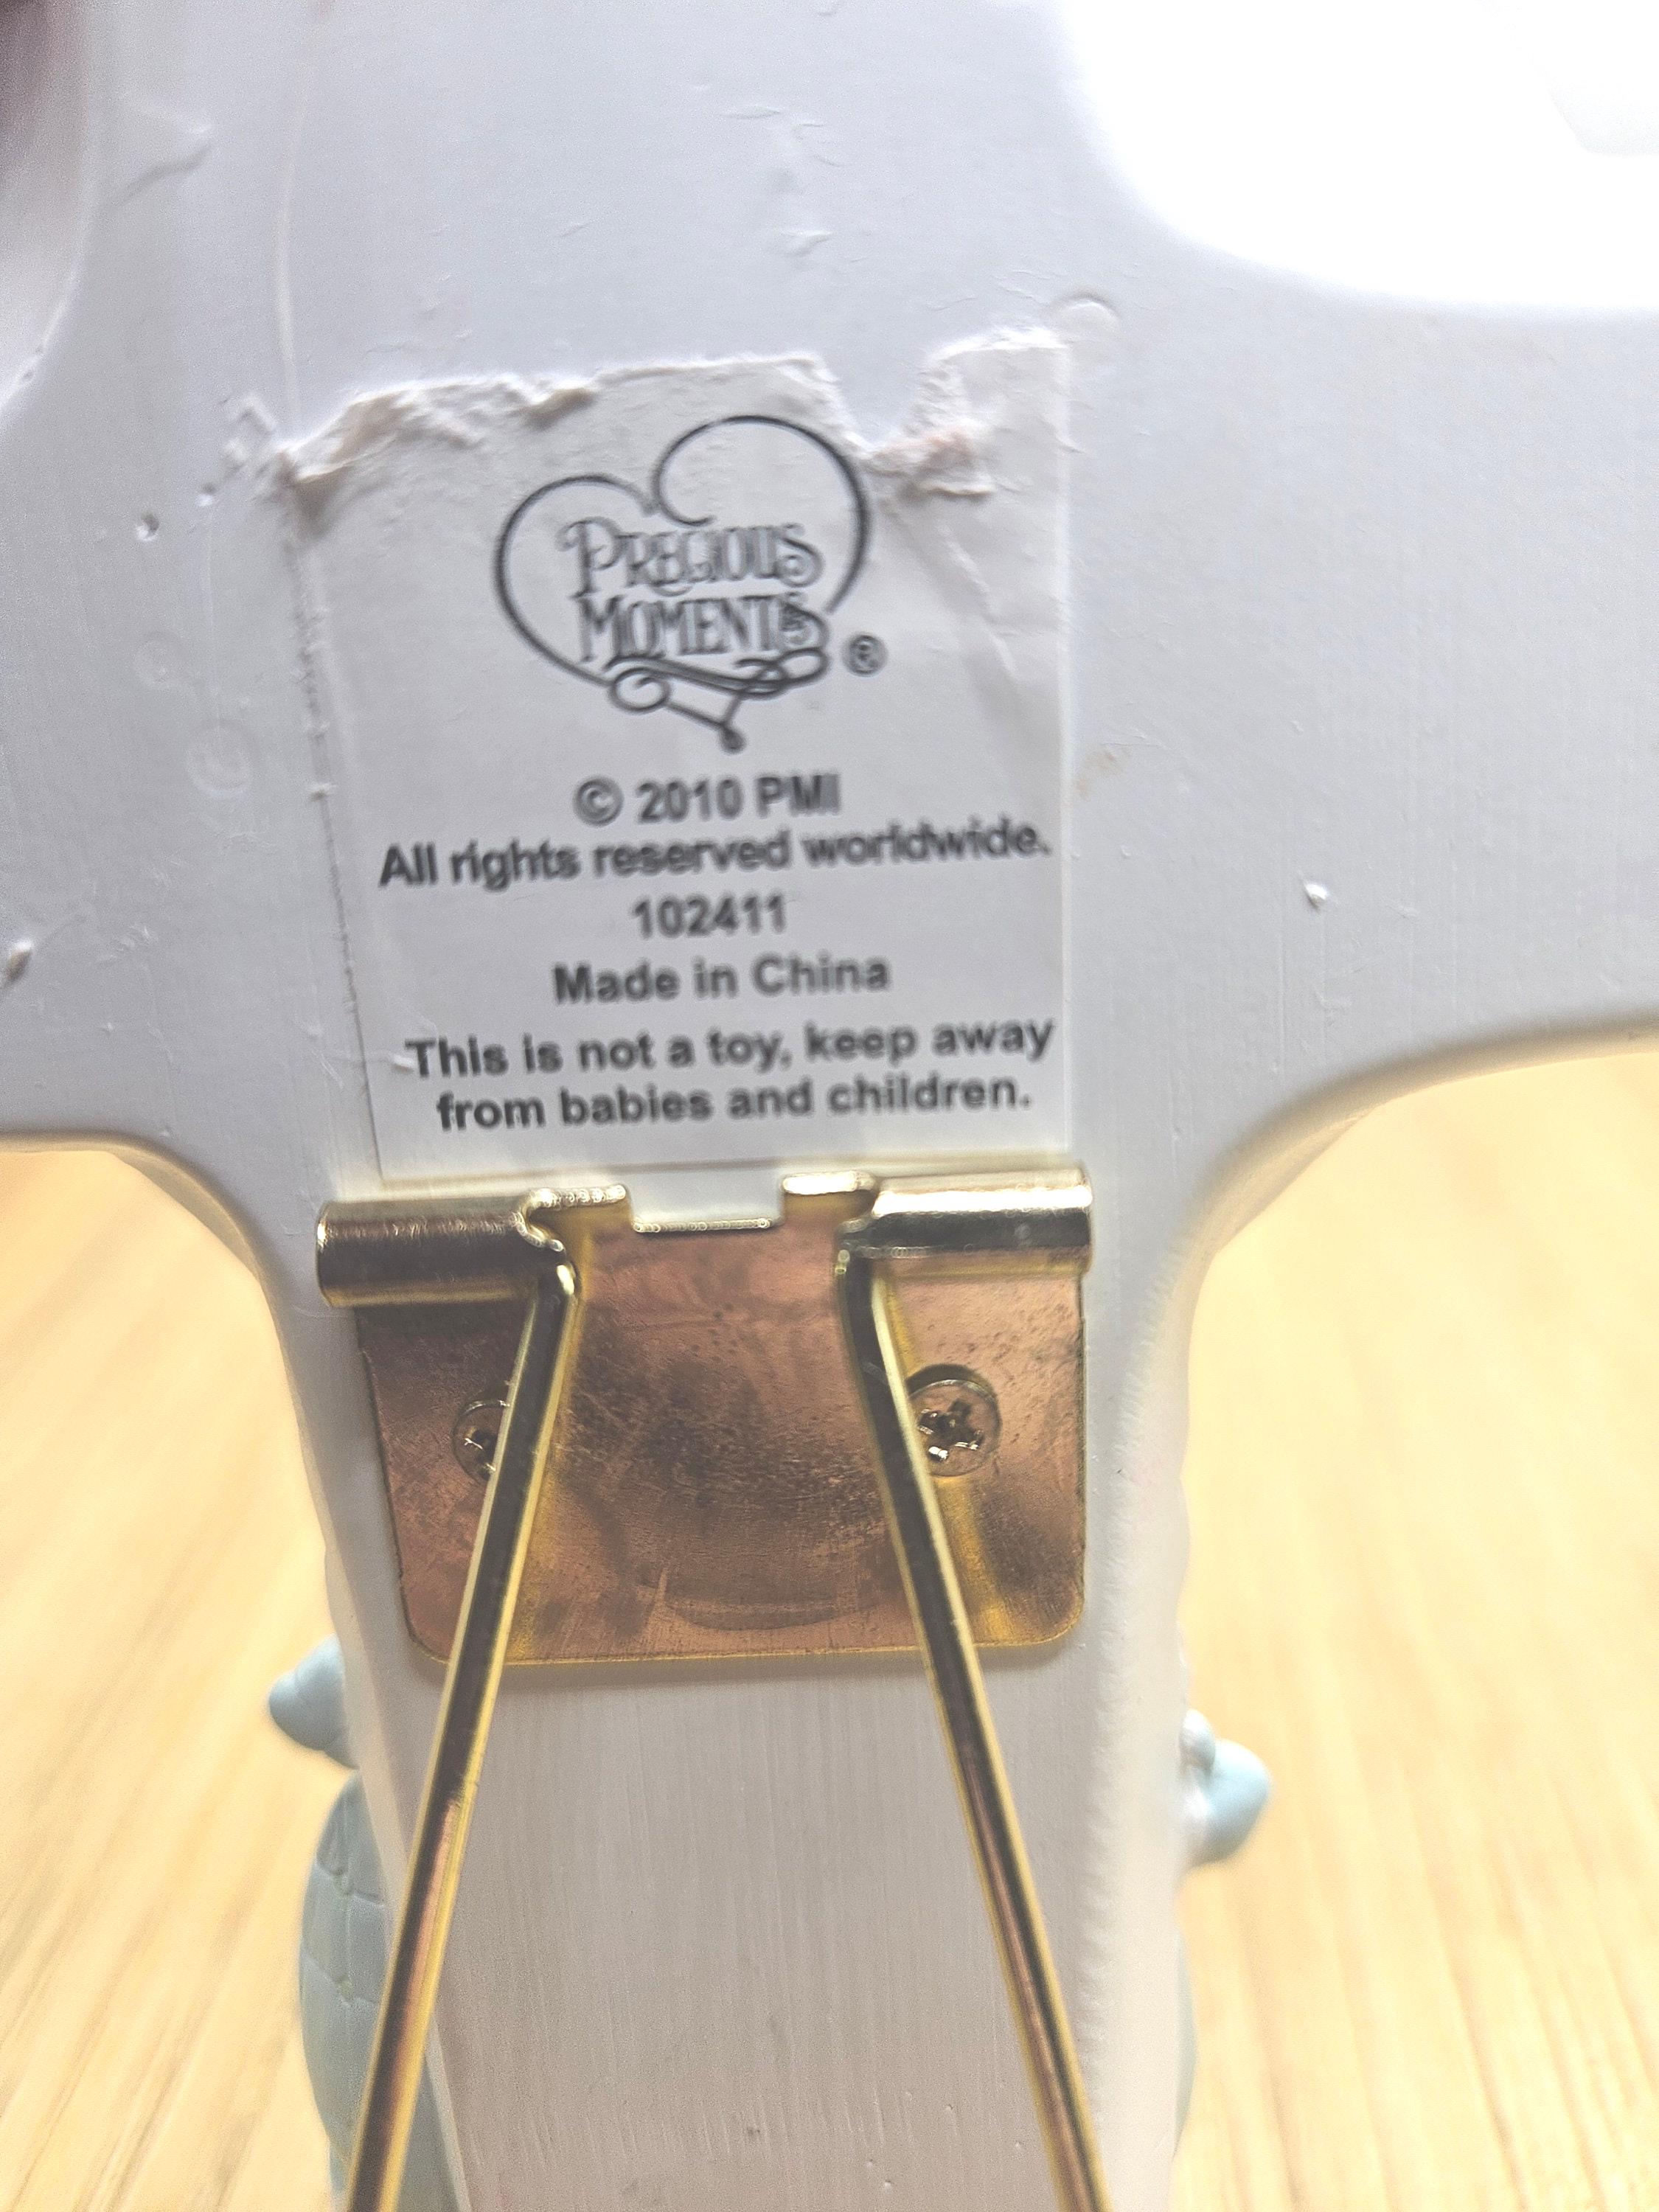 PRECIOUS
MOMENTS ®
© 2010 PMI
All rights reserved worldwide.
102411
Made in China
This is not a toy, keep away
from babies and children.